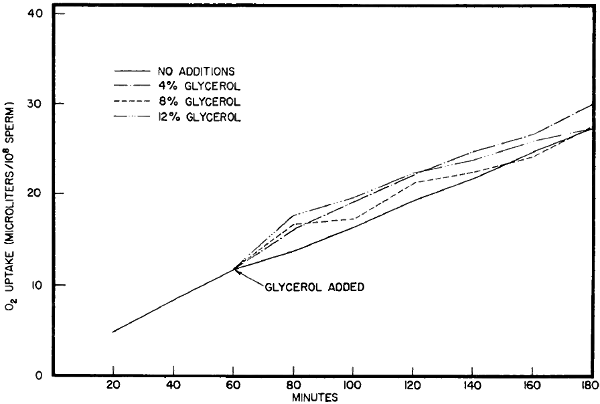 40
30
20
10
0
O2 UPTAKE (MICROLITERS/10⁸ SPERM)
NO ADDITIONS
4% GLYCEROL
8% GLYCEROL
12% GLYCEROL
GLYCEROL ADDED
20 40 60 80 100 120 140 160 180
MINUTES